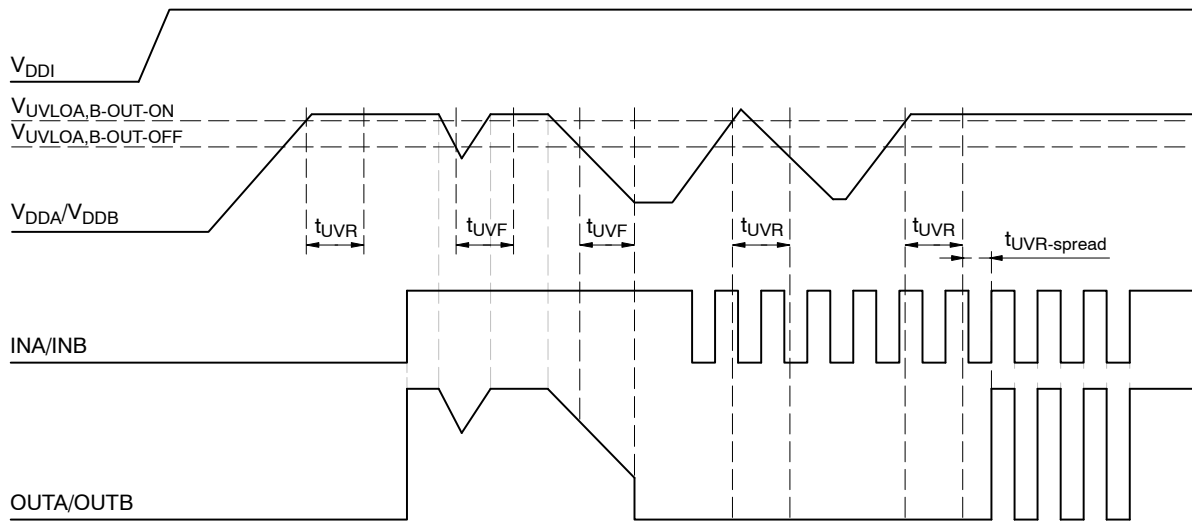 VDDI
VUVLOA,B-OUT-ON
VUVLOA,B-OUT-OFF
VDDA/VDDB
tUVR
tUVF
tUVF
tUVR
tUVR
tUVR-spread
INA/INB
OUTA/OUTB